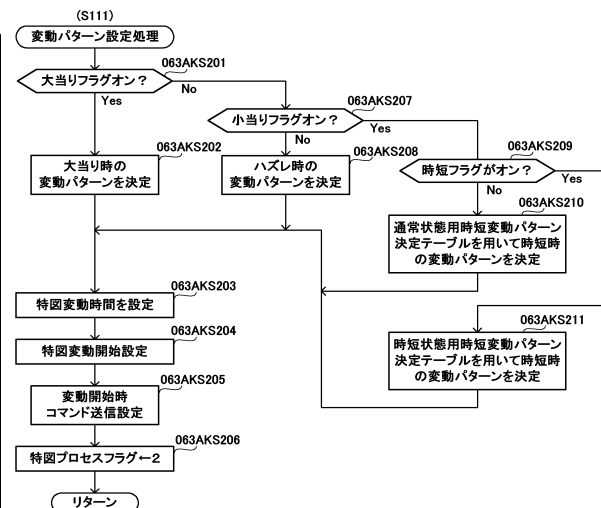 (S111)
変動パターン設定処理
063AKS201
大当りフラグオン？
Yes
No
063AKS207
小当りフラグオン？
No
Yes
063AKS202
大当り時の
変動パターンを決定
063AKS208
ハズレ時の
変動パターンを決定
063AKS209
時短フラグがオン？
No
Yes
063AKS210
通常状態用時短変動パターン
決定テーブルを用いて時短時
の変動パターンを決定
063AKS203
特図変動時間を設定
063AKS204
特図変動開始設定
063AKS211
時短状態用時短変動パターン
決定テーブルを用いて時短時
の変動パターンを決定
063AKS205
変動開始時
コマンド送信設定
063AKS206
特図プロセスフラグ←2
リターン